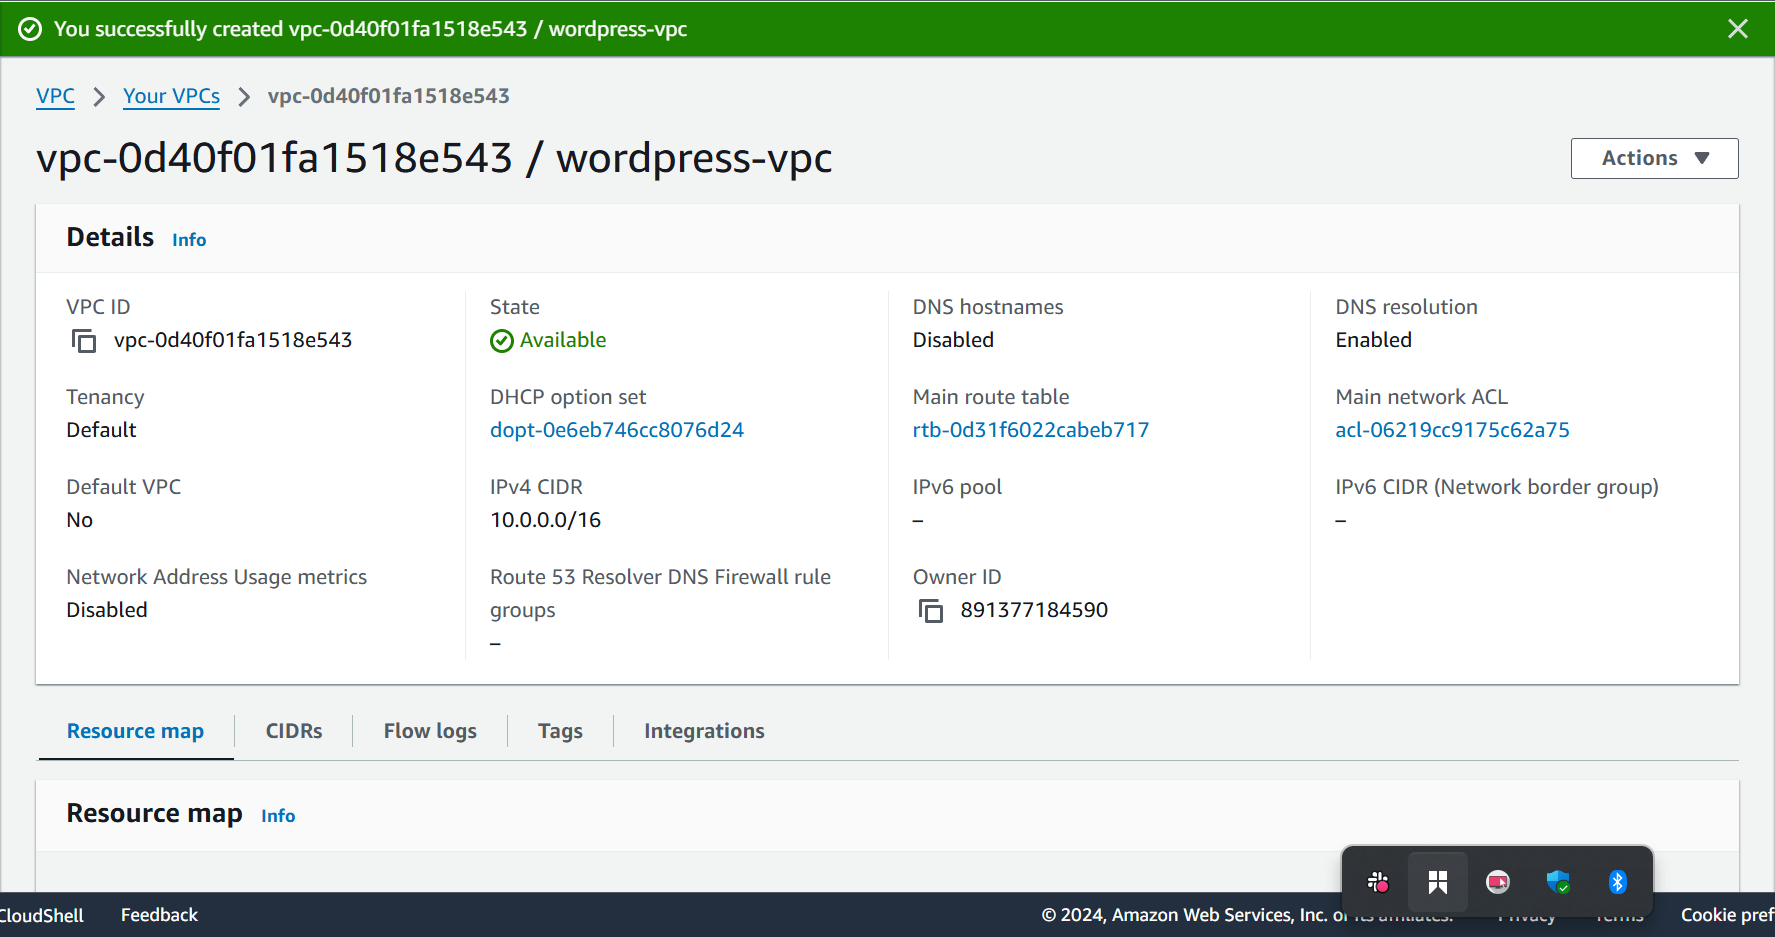 You successfully created vpc-0d40f01fa1518e543 / wordpress-vpc
VPC > Your VPCs > vpc-0d40f01fa1518e543
vpc-0d40f01fa1518e543 / wordpress-vpc
Actions
Details Info
VPC ID
vpc-0d40f01fa1518e543
State
Available
DNS hostnames
Disabled
DNS resolution
Enabled
Tenancy
Default
DHCP option set
dopt-0e6eb746cc8076d24
Main route table
rtb-0d31f6022cabeb717
Main network ACL
acl-06219cc9175c62a75
Default VPC
No
IPv4 CIDR
10.0.0.0/16
IPv6 pool
–
IPv6 CIDR (Network border group)
–
Network Address Usage metrics
Disabled
Route 53 Resolver DNS Firewall rule
groups
–
Owner ID
891377184590
Resource map CIDRs Flow logs Tags Integrations
Resource map Info
CloudShell Feedback © 2024, Amazon Web Services, Inc. or its affiliates. Privacy Terms Cookie pref